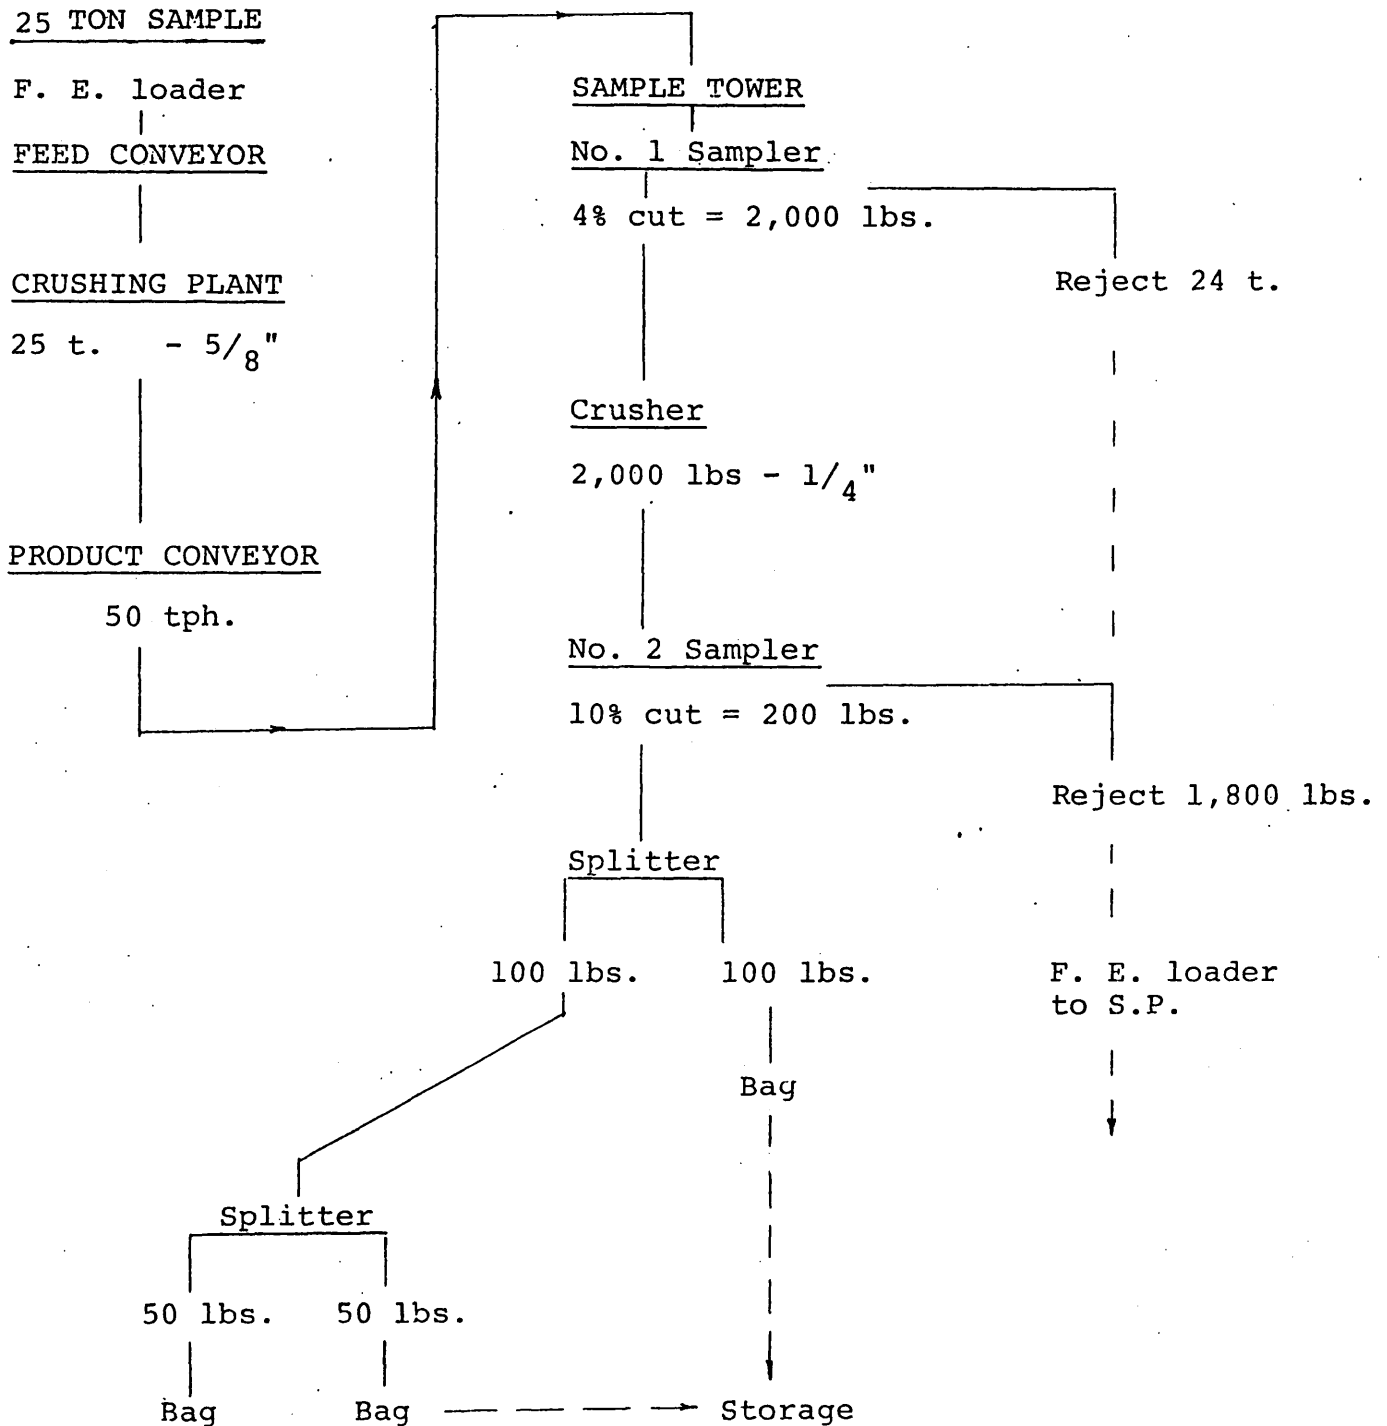 25 TON SAMPLE
F. E. loader
FEED CONVEYOR
CRUSHING PLANT
25 t. - 5/8"
PRODUCT CONVEYOR
50 tph.
SAMPLE TOWER
No. 1 Sampler
4% cut = 2,000 lbs.
Reject 24 t.
Crusher
2,000 lbs - 1/4"
No. 2 Sampler
10% cut = 200 lbs.
Reject 1,800 lbs.
Splitter
100 lbs. 100 lbs.
F. E. loader
to S.P.
Bag
Splitter
50 lbs. 50 lbs.
Bag Bag Storage